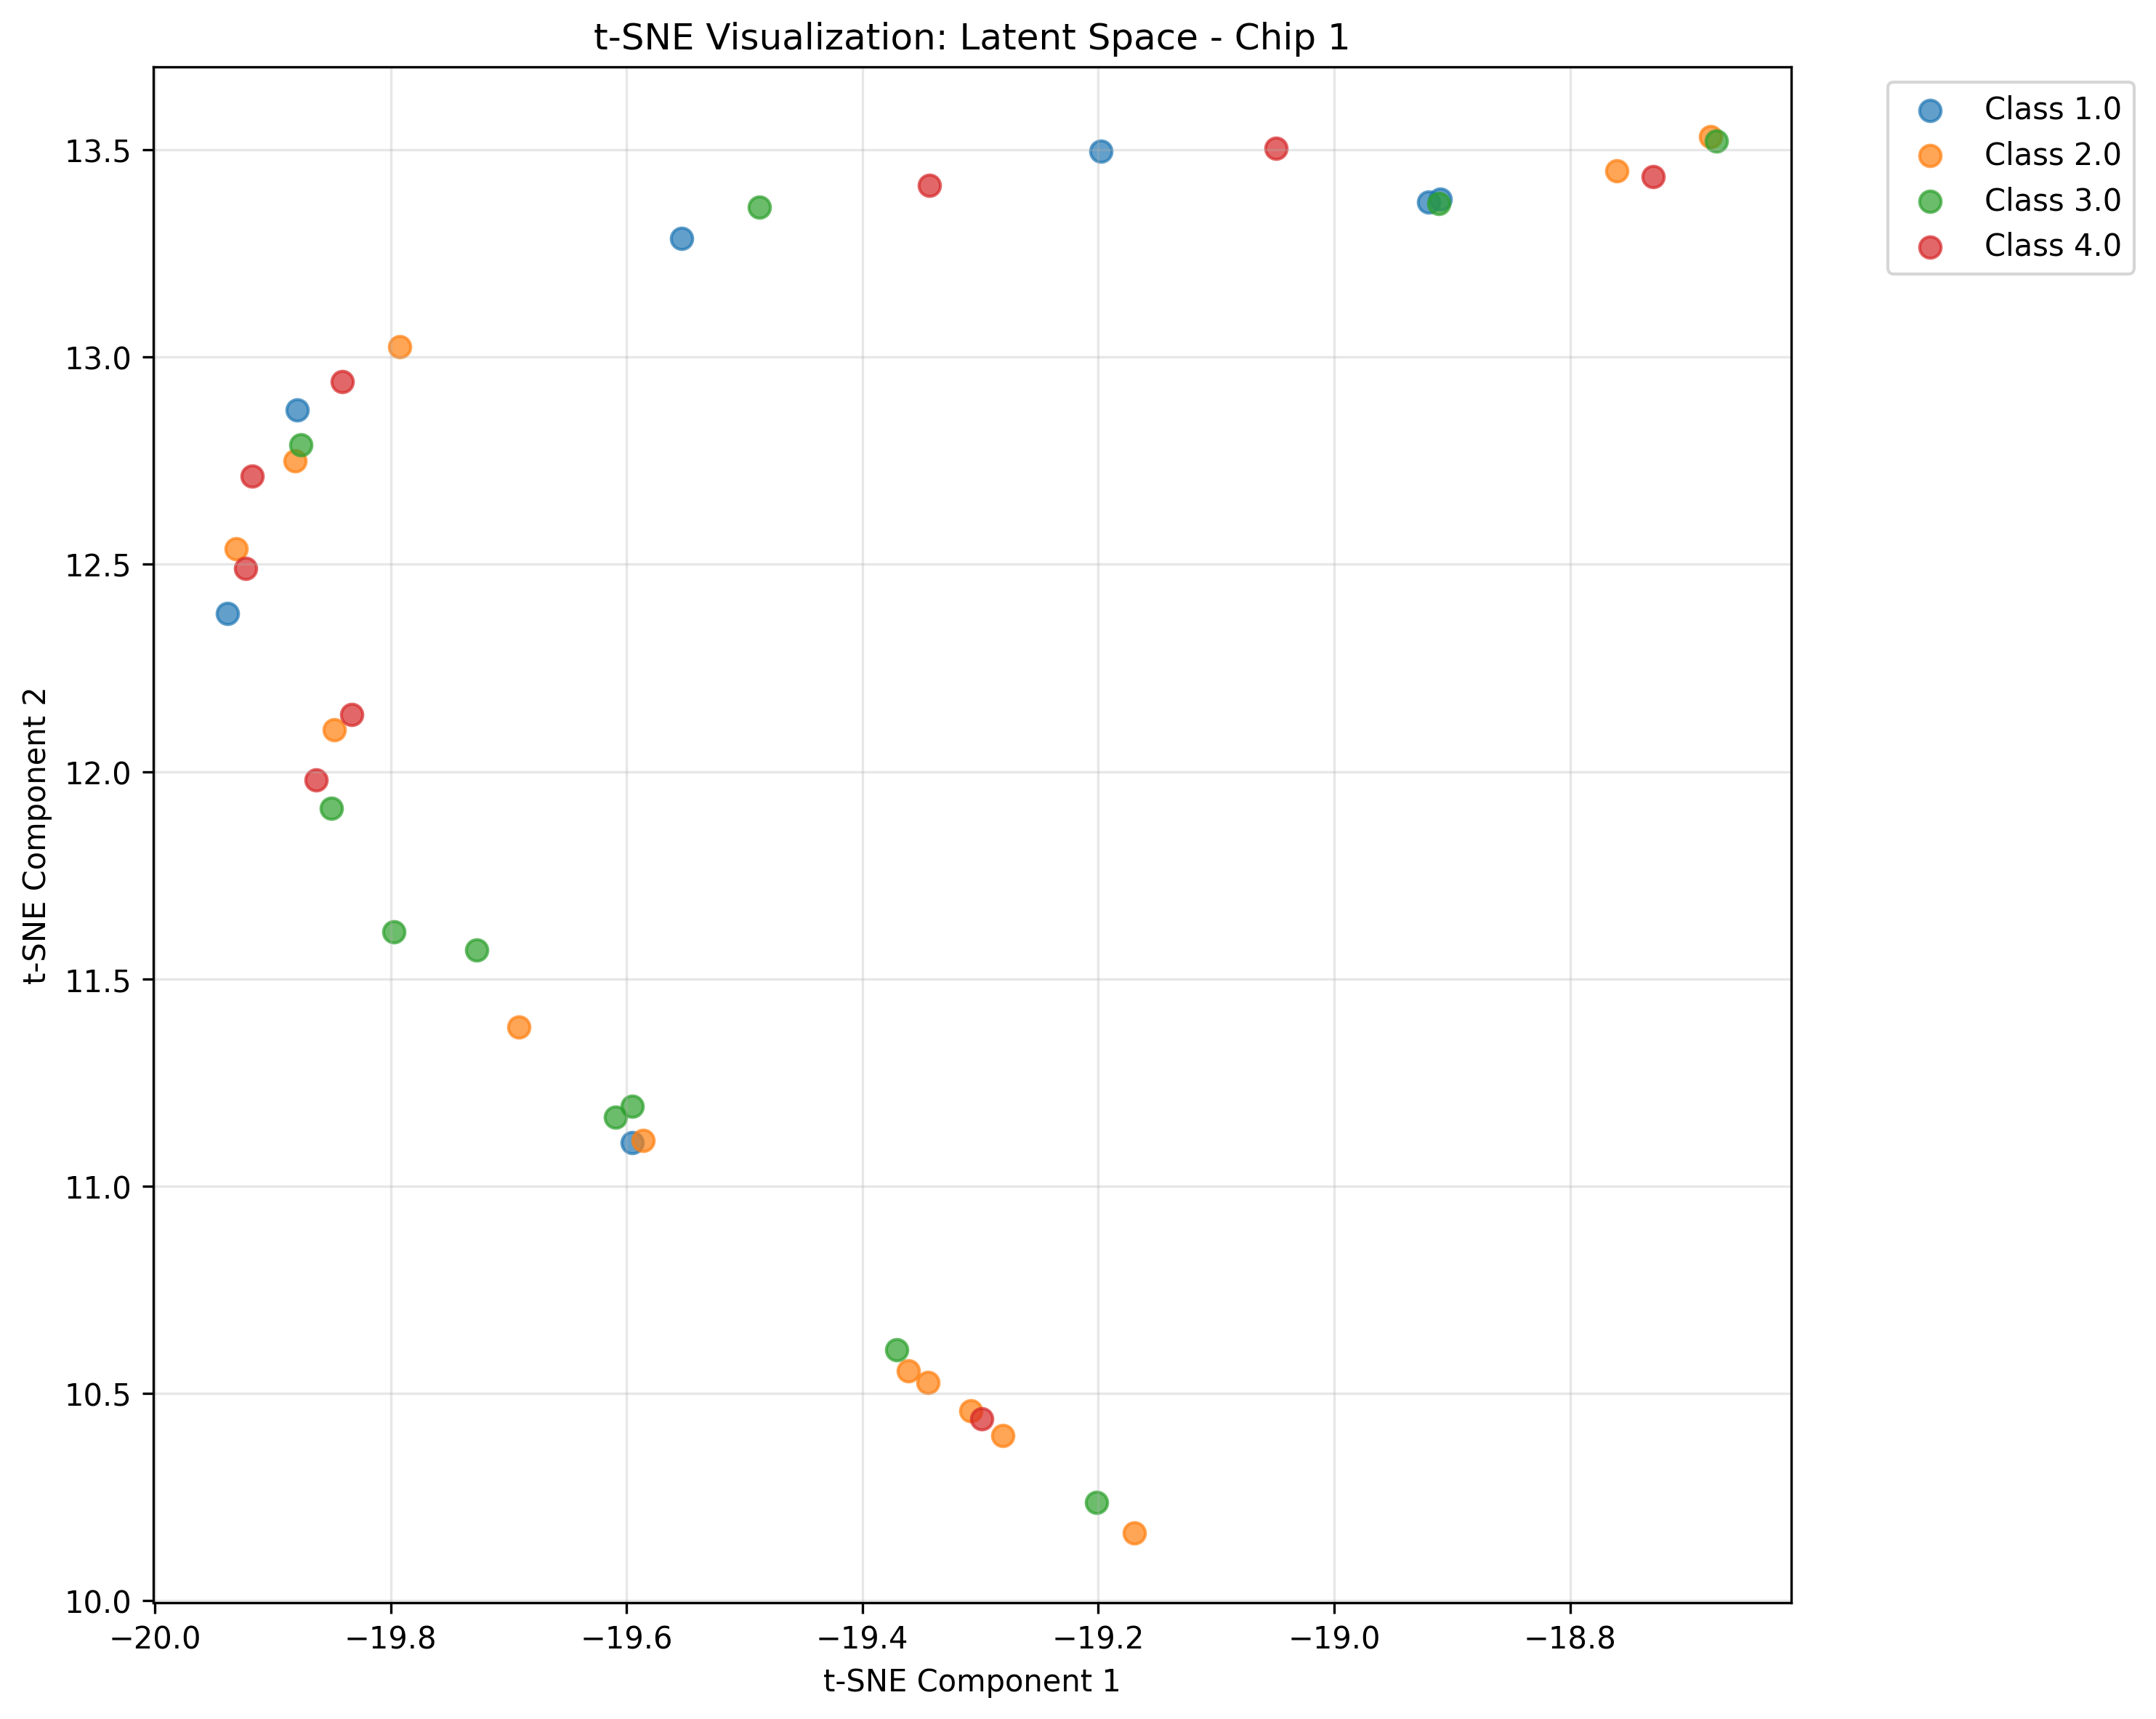 t-SNE Visualization: Latent Space - Chip 1
Class 1.0
Class 2.0
Class 3.0
Class 4.0
13.5
13.0
12.5
12.0
11.5
11.0
10.5
10.0
t-SNE Component 2
−20.0
−19.8
−19.6
−19.4
−19.2
−19.0
−18.8
t-SNE Component 1